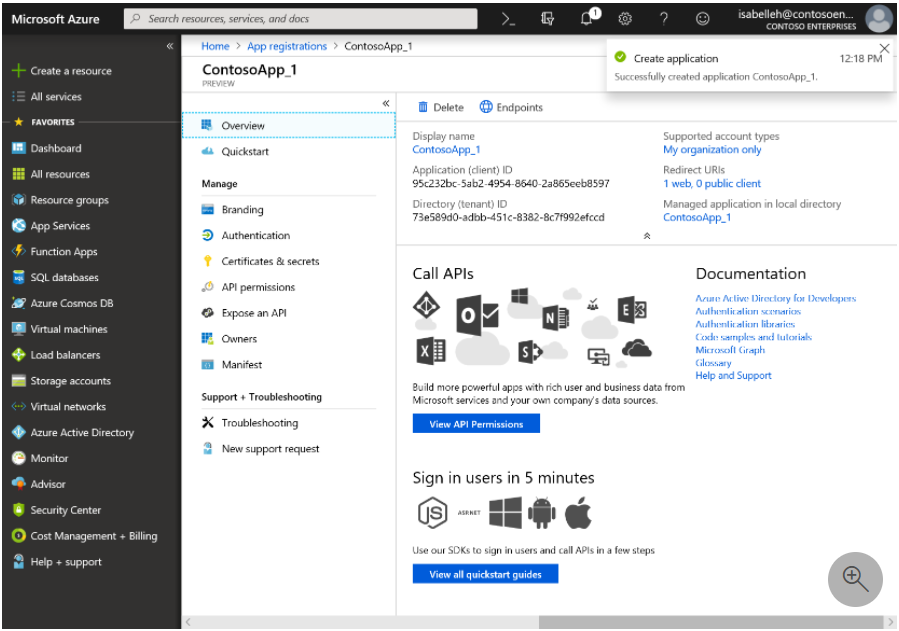 Microsoft Azure
Search resources, services, and docs
1
isabelleh@contosoen...
CONTOSO ENTERPRISES
Home > App registrations > ContosoApp_1
ContosoApp_1
PREVIEW
Create application
12:18 PM
Successfully created application ContosoApp_1.
Create a resource
All services
FAVORITES
Dashboard
All resources
Resource groups
App Services
Function Apps
SQL databases
Azure Cosmos DB
Virtual machines
Load balancers
Storage accounts
Virtual networks
Azure Active Directory
Monitor
Advisor
Security Center
Cost Management + Billing
Help + support
Overview
Quickstart
Manage
Branding
Authentication
Certificates & secrets
API permissions
Expose an API
Owners
Manifest
Support + Troubleshooting
Troubleshooting
New support request
Delete
Endpoints
Display name
ContosoApp_1
Application (client) ID
95c232bc-5ab2-4954-8640-2a865eeb8597
Directory (tenant) ID
73e589d0-adbb-451c-8382-8c7f992efccd
Supported account types
My organization only
Redirect URIs
1 web, 0 public client
Managed application in local directory
ContosoApp_1
Call APIs
Build more powerful apps with rich user and business data from
Microsoft services and your own company's data sources.
View API Permissions
Documentation
Azure Active Directory for Developers
Authentication scenarios
Authentication libraries
Code samples and tutorials
Microsoft Graph
Glossary
Help and Support
Sign in users in 5 minutes
JS
ASP.NET
Use our SDKs to sign in users and call APIs in a few steps
View all quickstart guides